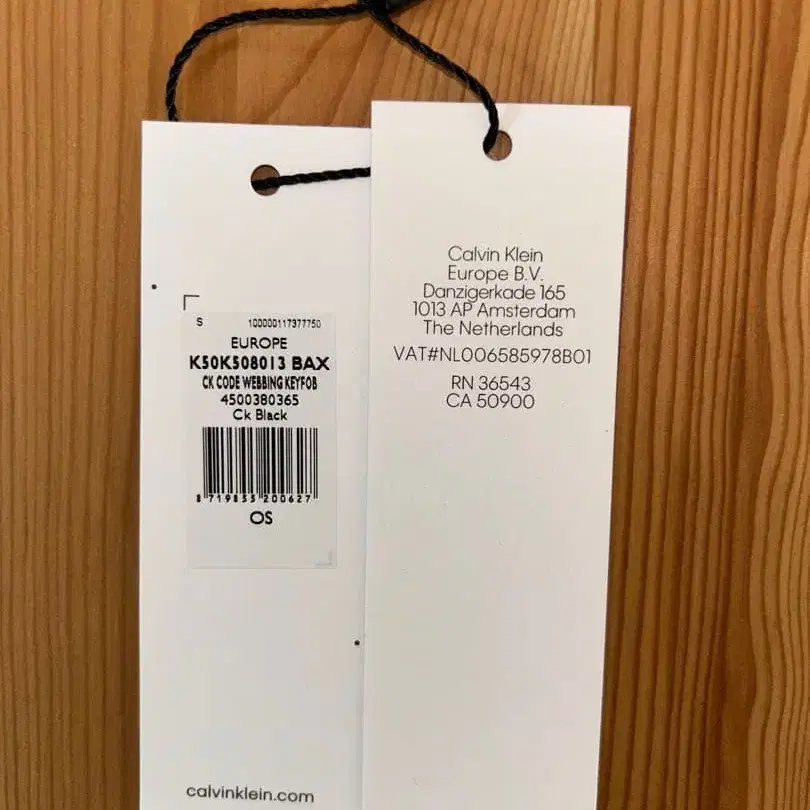 S 100000117377750
EUROPE
K50K508013 BAX
CK CODE WEBBING KEYFOB
4500380365
Ck Black
8 719855 200627
OS
calvinklein.com
Calvin Klein
Europe B.V.
Danzigerkade 165
1013 AP Amsterdam
The Netherlands
VAT#NL006585978B01
RN 36543
CA 50900